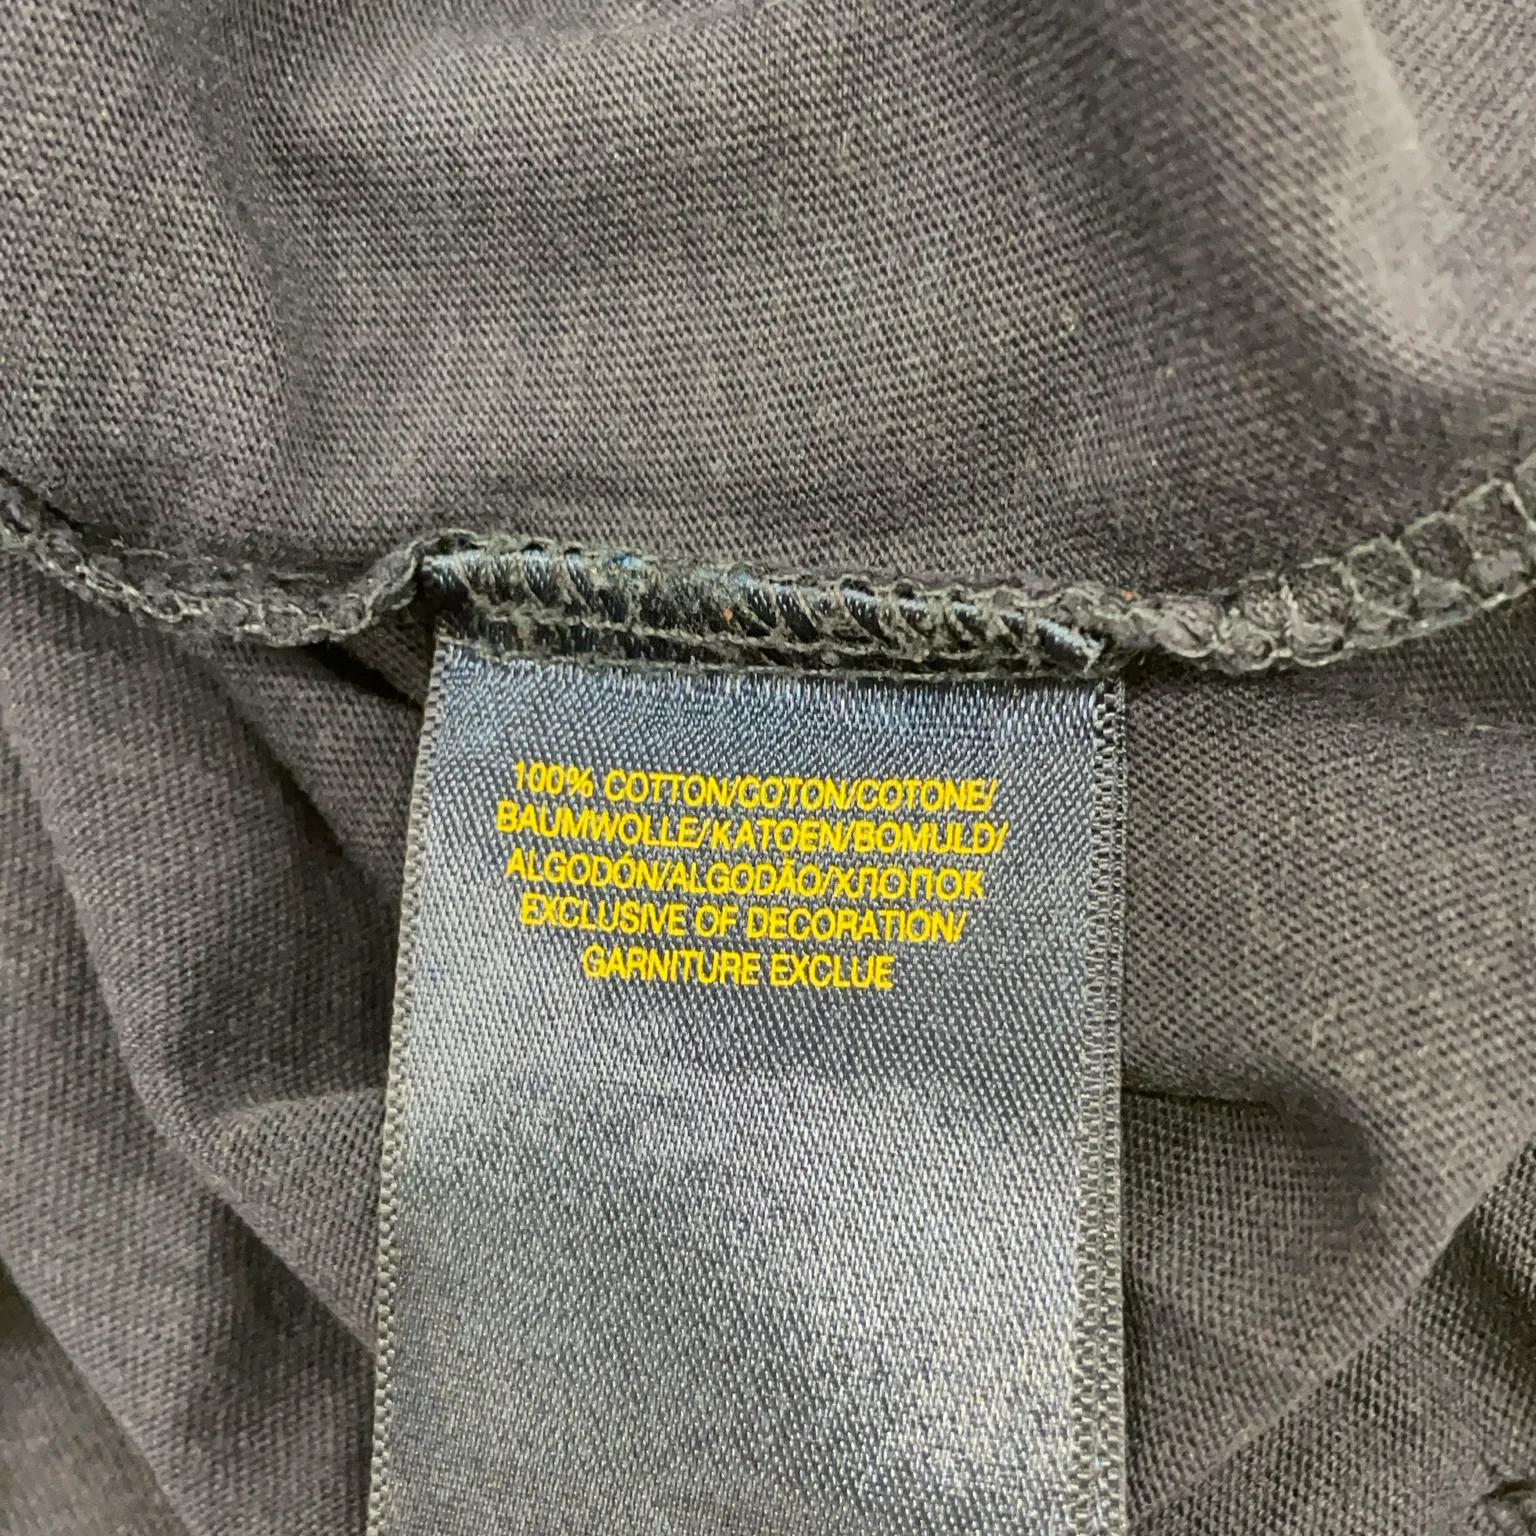 100% COTTON/COTON/COTONE/
BAUMWOLLE/KATOEN/BOMULD/
ALGODÓN/ALGODÃO/ХЛОПОК
EXCLUSIVE OF DECORATION/
GARNITURE EXCLUE